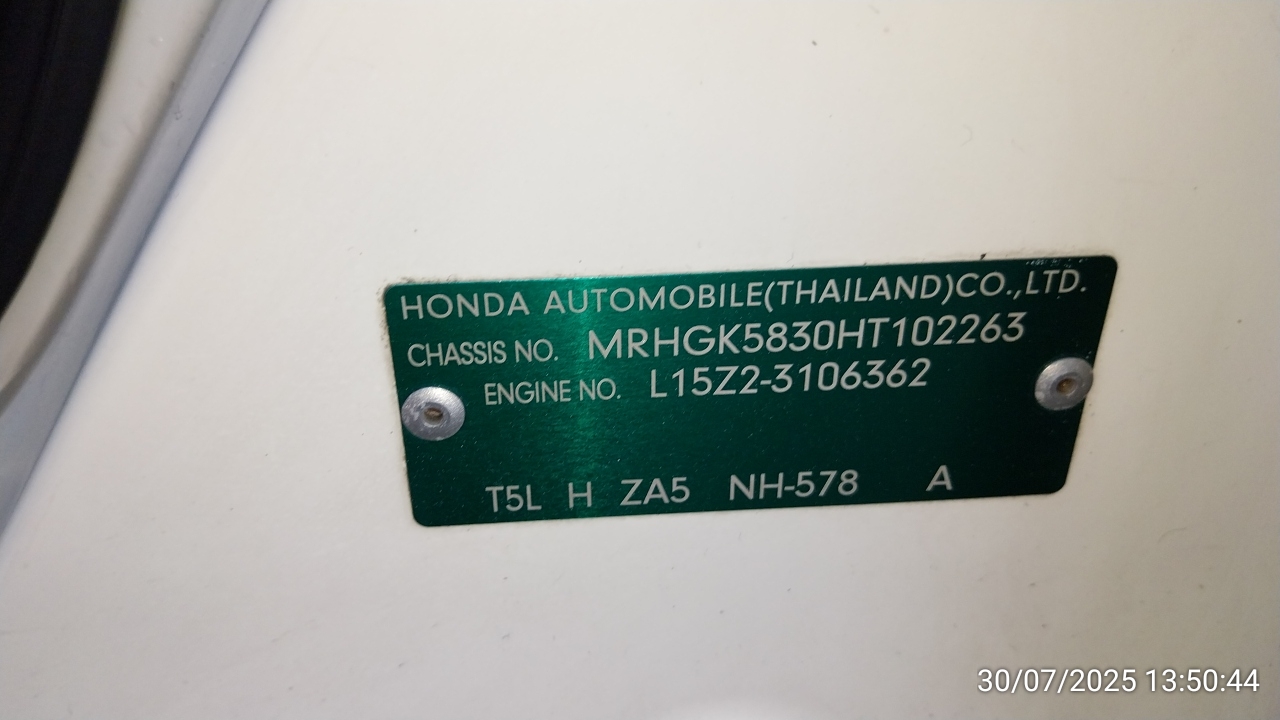 HONDA AUTOMOBILE(THAILAND)CO.,LTD.
CHASSIS NO. MRHGK5830HT102263
ENGINE NO. L15Z2-3106362
T5L H ZA5 NH-578 A
30/07/2025 13:50:44